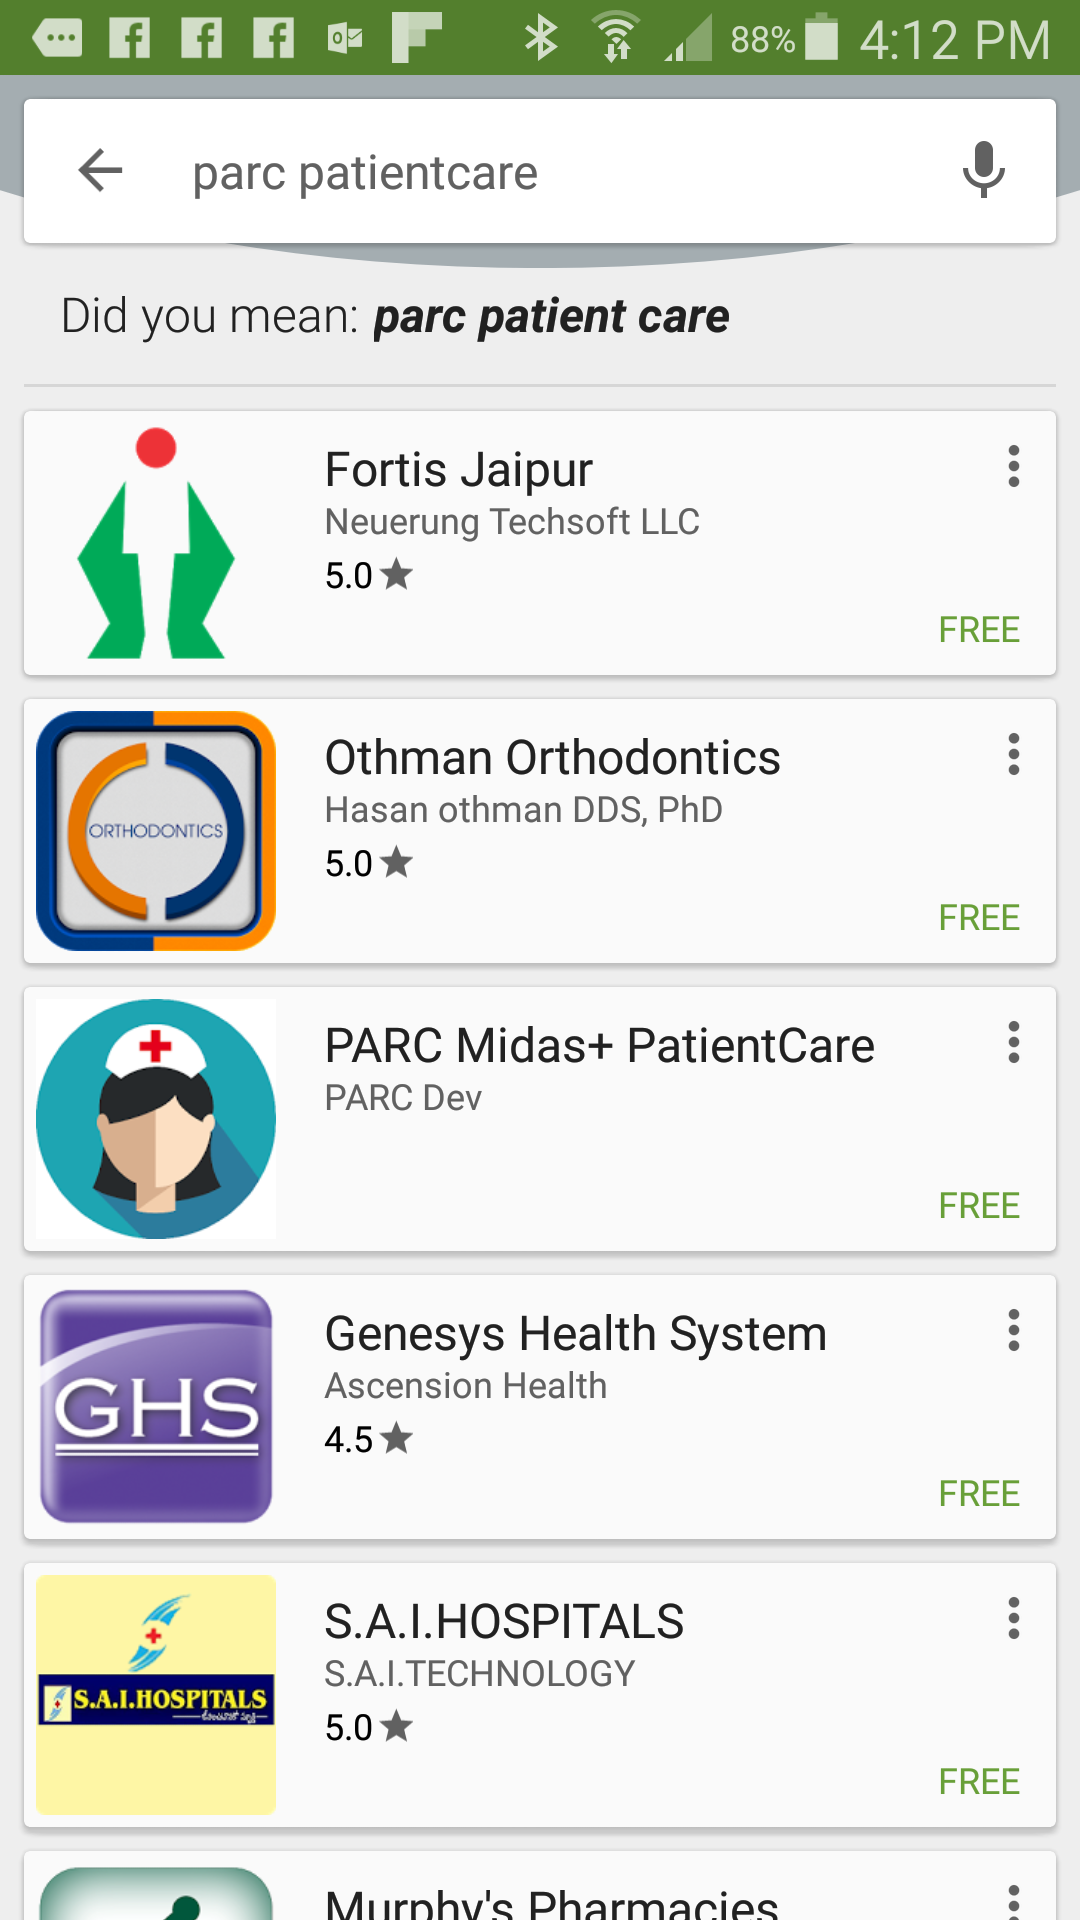 88% 4:12 PM
parc patientcare
Did you mean: parc patient care
Fortis Jaipur
Neuerung Techsoft LLC
5.0
FREE
ORTHODONTICS
Othman Orthodontics
Hasan othman DDS, PhD
5.0
FREE
PARC Midas+ PatientCare
PARC Dev
FREE
GHS
Genesys Health System
Ascension Health
4.5
FREE
S.A.I.HOSPITALS
S.A.I.HOSPITALS
S.A.I.TECHNOLOGY
5.0
FREE
Murphy's Pharmacies